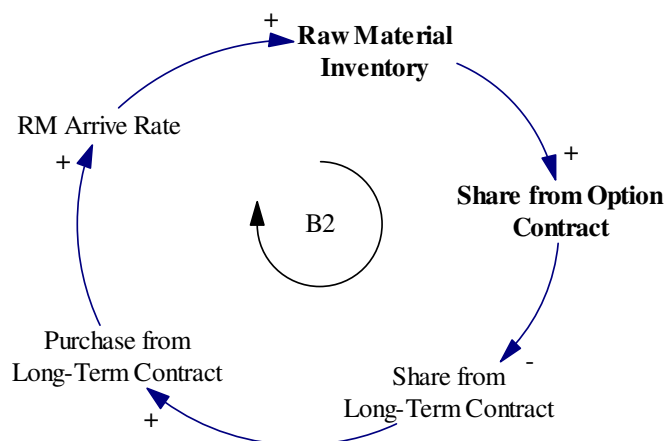 +
Raw Material
Inventory
RM Arrive Rate
+
+
Share from Option
Contract
B2
Purchase from
Long-Term Contract
-
Share from
Long-Term Contract
+